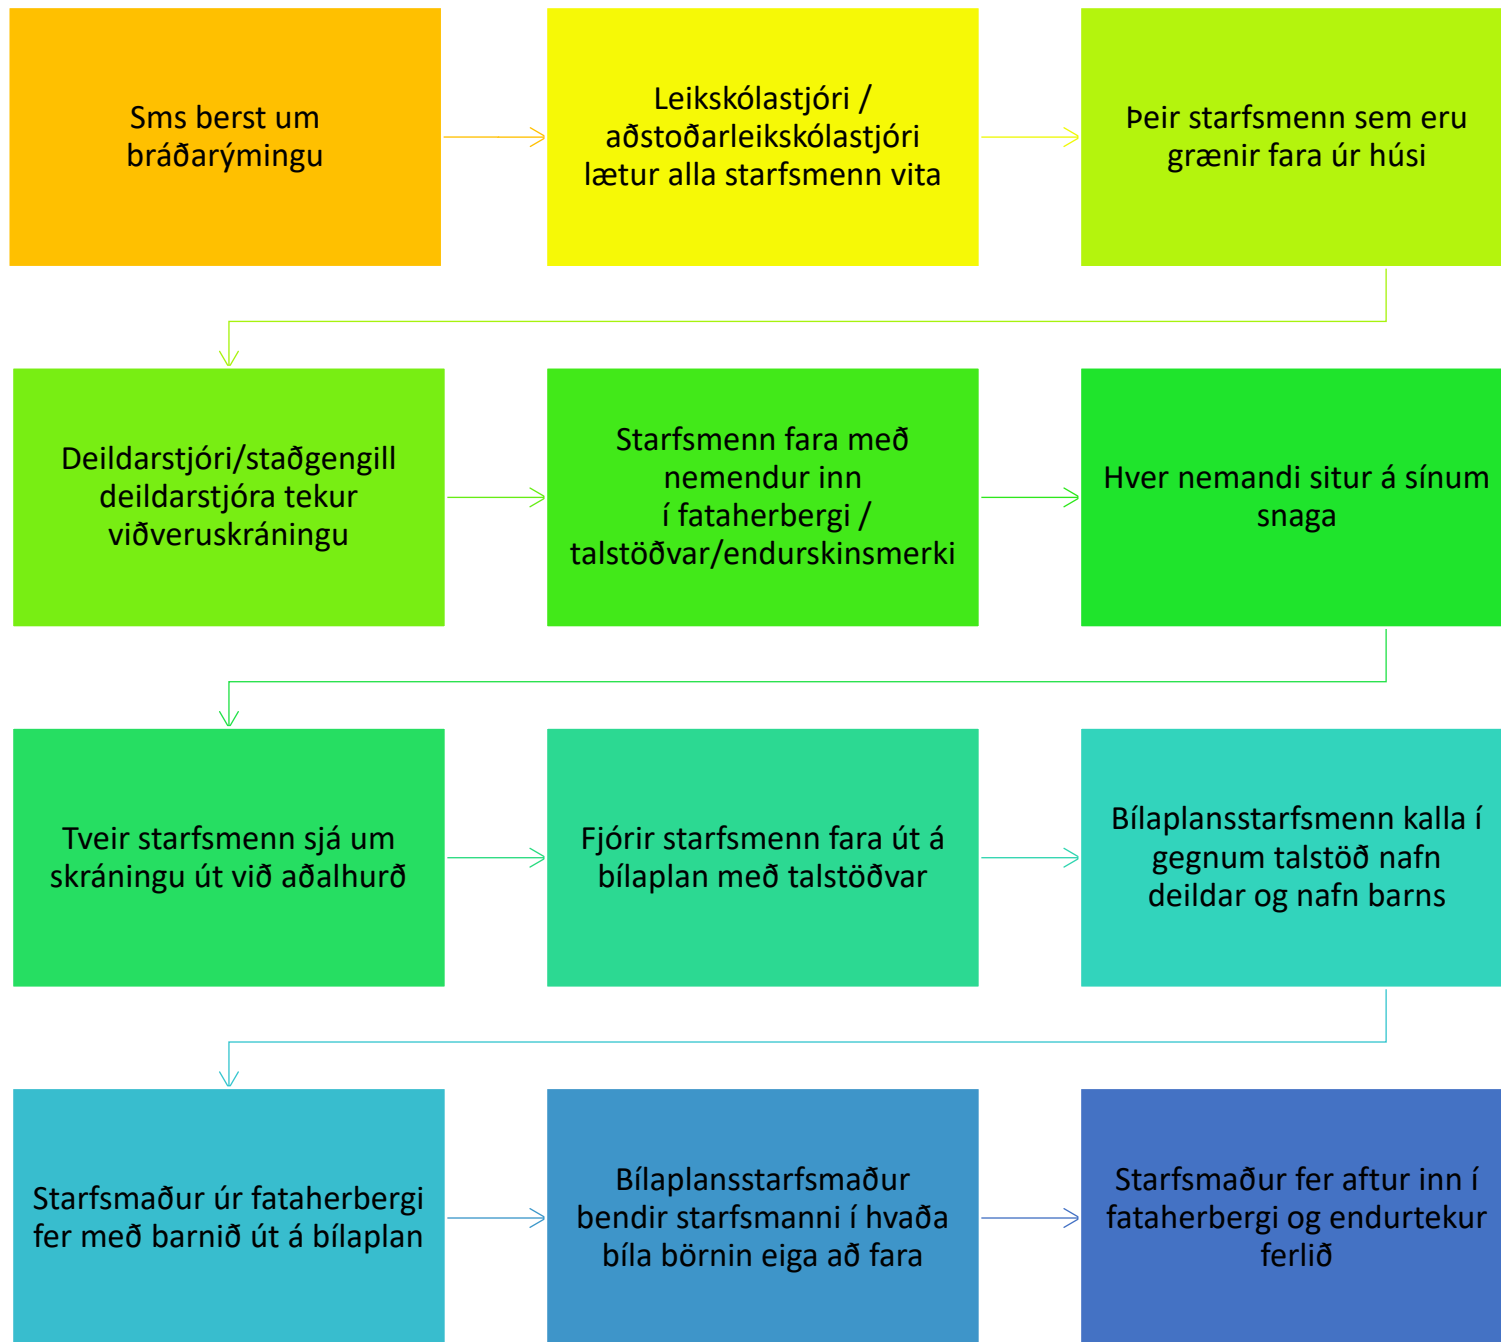 Sms berst um
bráðarýmingu
Leikskólastjóri /
aðstoðarleikskólastjóri
lætur alla starfsmenn vita
Þeir starfsmenn sem eru
grænir fara úr húsi
Deildarstjóri/staðgengill
deildarstjóra tekur
viðveruskráningu
Starfsmenn fara með
nemendur inn
í fataherbergi /
talstöðvar/endurskinsmerki
Hver nemandi situr á sínum
snaga
Tveir starfsmenn sjá um
skráningu út við aðalhurð
Fjórir starfsmenn fara út á
bílaplan með talstöðvar
Bílaplansstarfsmenn kalla í
gegnum talstöð nafn
deildar og nafn barns
Starfsmaður úr fataherbergi
fer með barnið út á bílaplan
Bílaplansstarfsmaður
bendir starfsmanni í hvaða
bíla börnin eiga að fara
Starfsmaður fer aftur inn í
fataherbergi og endurtekur
ferlið